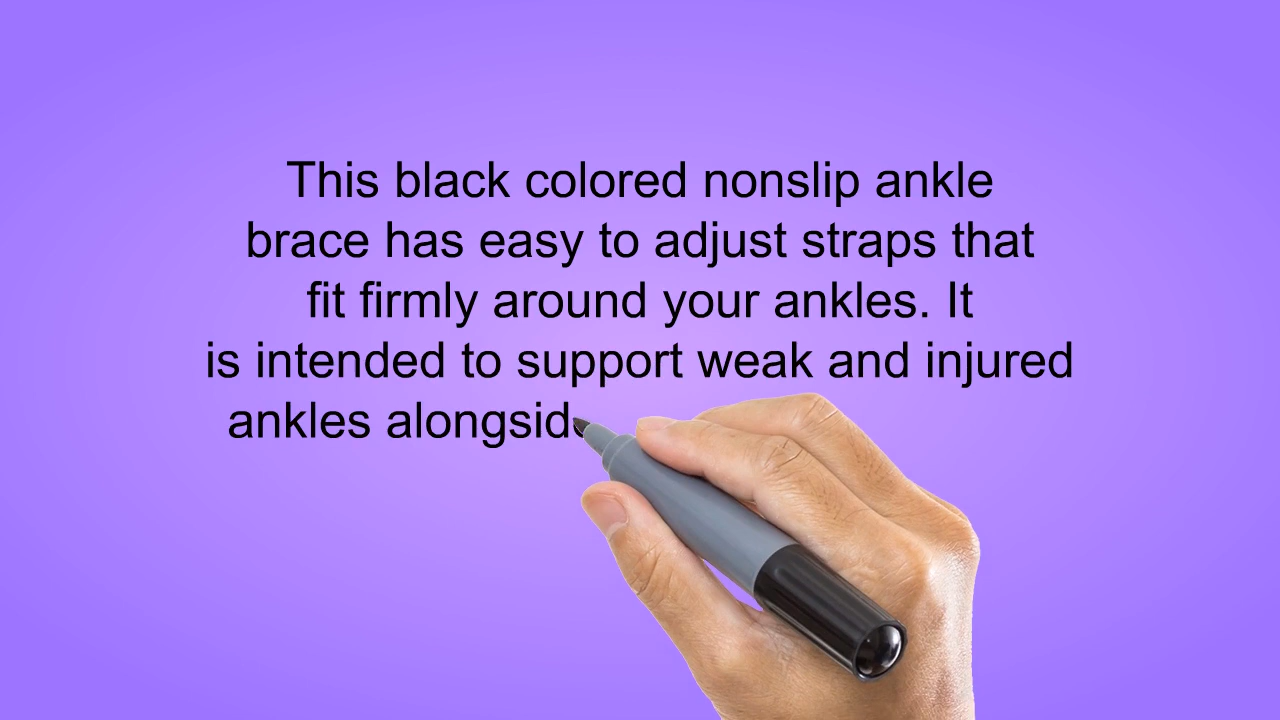 This black colored nonslip ankle
brace has easy to adjust straps that
fit firmly around your ankles. It
is intended to support weak and injured
ankles alongsid